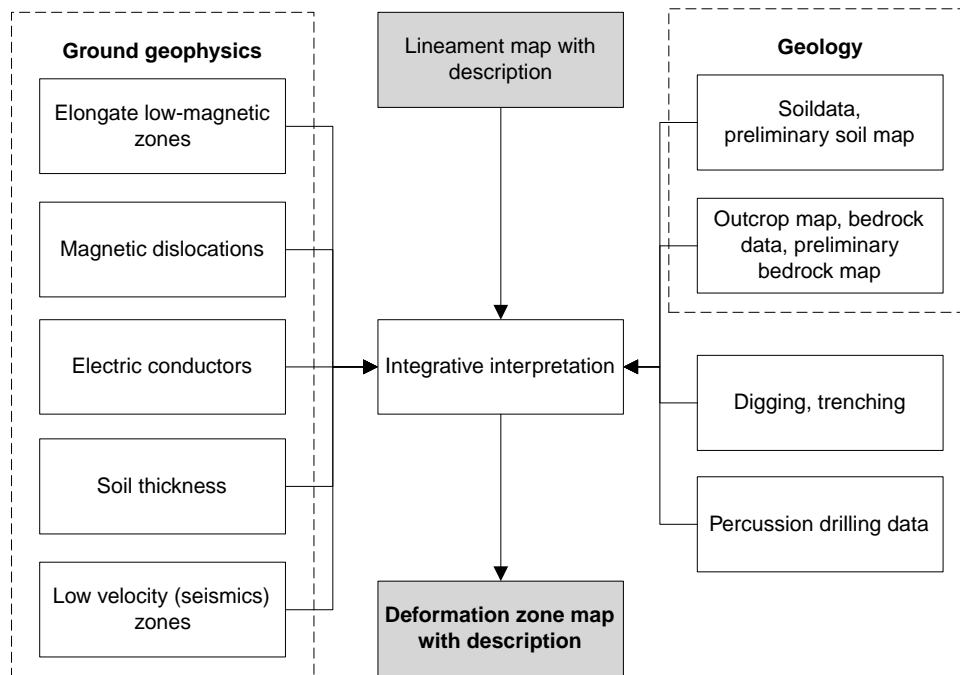 Ground geophysics
Elongate low-magnetic
zones
Magnetic dislocations
Electric conductors
Soil thickness
Low velocity (seismics)
zones
Lineament map with
description
Integrative interpretation
Deformation zone map
with description
Geology
Soildata,
preliminary soil map
Outcrop map, bedrock
data, preliminary
bedrock map
Digging, trenching
Percussion drilling data